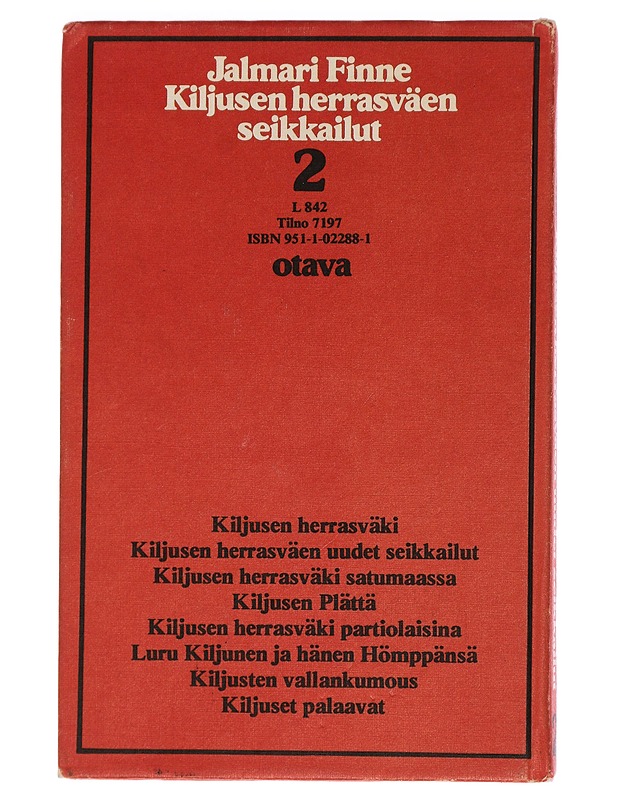 Jalmari Finne
Kiljusen herrasväen
seikkailut
2
L 842
Tilno 7197
ISBN 951-1-02288-1
otava
Kiljusen herrasväki
Kiljusen herrasväen uudet seikkailut
Kiljusen herrasväki satumaassa
Kiljusen Plättä
Kiljusen herrasväki partiolaisina
Luru Kiljunen ja hänen Hömppänsä
Kiljusten vallankumous
Kiljuset palaavat